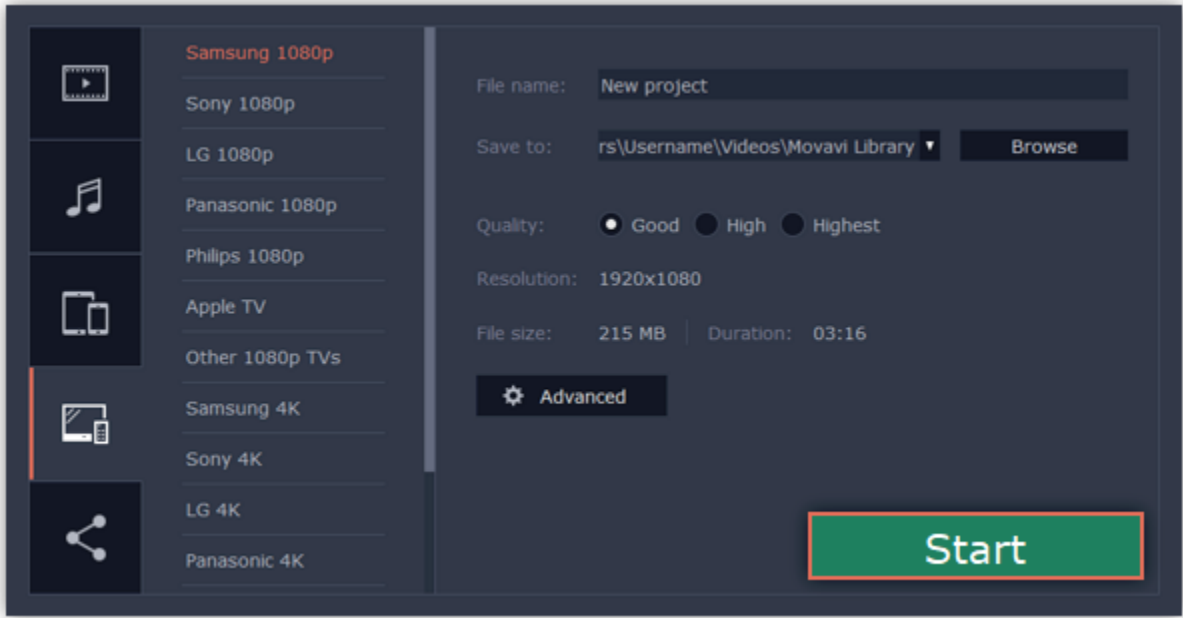 Samsung 1080p
Sony 1080p
LG 1080p
Panasonic 1080p
Philips 1080p
Apple TV
Other 1080p TVs
Samsung 4K
Sony 4K
LG 4K
Panasonic 4K
File name: New project
Save to: rs\Username\Videos\Movavi Library Browse
Quality: Good High Highest
Resolution: 1920x1080
File size: 215 MB Duration: 03:16
Advanced
Start